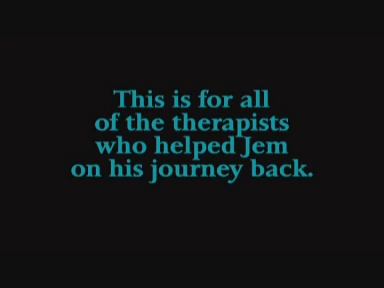 This is for all
of the therapists
who helped Jem
on his journey back.